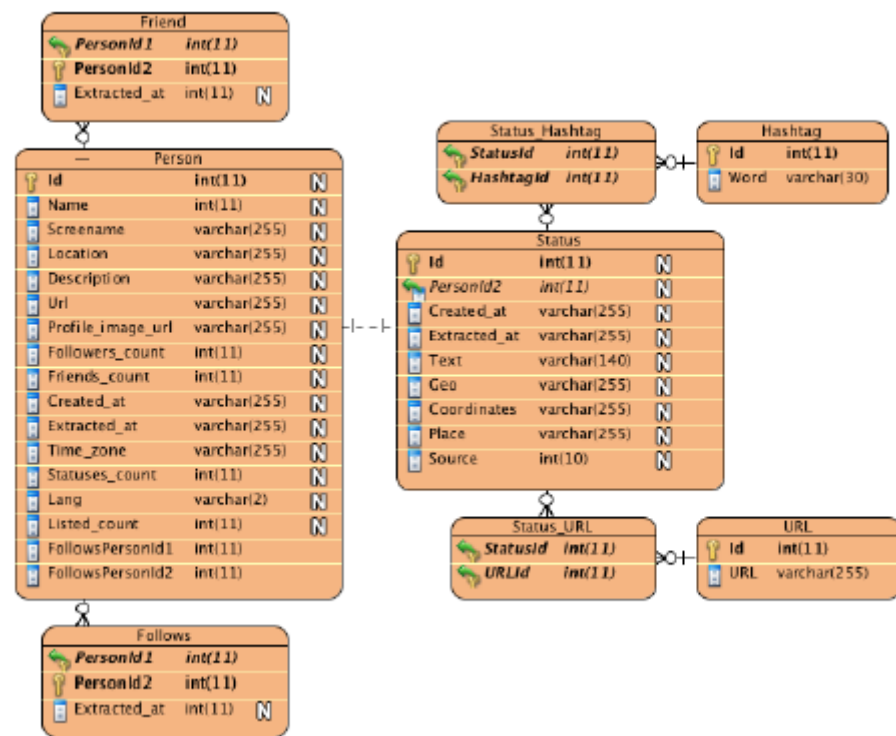 Friend
PersonId1 int(11)
PersonId2 int(11)
Extracted_at int(11) N
Person
Id int(11) N
Name int(11) N
Screename varchar(255) N
Location varchar(255) N
Description varchar(255) N
Url varchar(255) N
Profile_image_url varchar(255) N
Followers_count int(11) N
Friends_count int(11) N
Created_at varchar(255) N
Extracted_at varchar(255) N
Time_zone varchar(255) N
Statuses_count int(11) N
Lang varchar(2) N
Listed_count int(11) N
FollowsPersonId1 int(11)
FollowsPersonId2 int(11)
Follows
PersonId1 int(11)
PersonId2 int(11)
Extracted_at int(11) N
Status_Hashtag
StatusId int(11)
HashtagId int(11)
Hashtag
Id int(11)
Word varchar(30)
Status
Id int(11) N
PersonId2 int(11) N
Created_at varchar(255) N
Extracted_at varchar(255) N
Text varchar(140) N
Geo varchar(255) N
Coordinates varchar(255) N
Place varchar(255) N
Source int(10) N
Status_URL
StatusId int(11)
URLId int(11)
URL
Id int(11)
URL varchar(255)